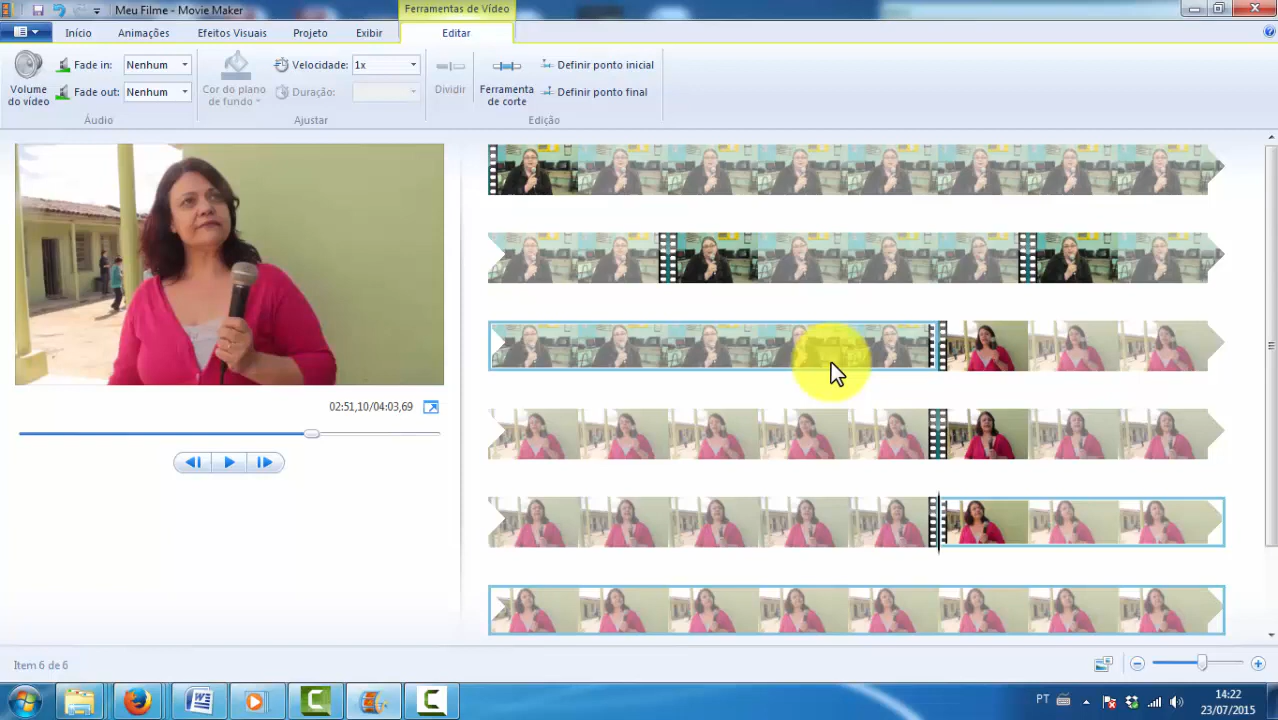 Meu Filme - Movie Maker
Ferramentas de Vídeo
Início
Animações
Efeitos Visuais
Projeto
Exibir
Editar
Volume do vídeo
Fade in: Nenhum
Fade out: Nenhum
Áudio
Cor do plano de fundo
Velocidade: 1x
Duração:
Ajustar
Dividir
Ferramenta de corte
Definir ponto inicial
Definir ponto final
Edição
02:51,10/04:03,69
Item 6 de 6
PT
14:22
23/07/2015